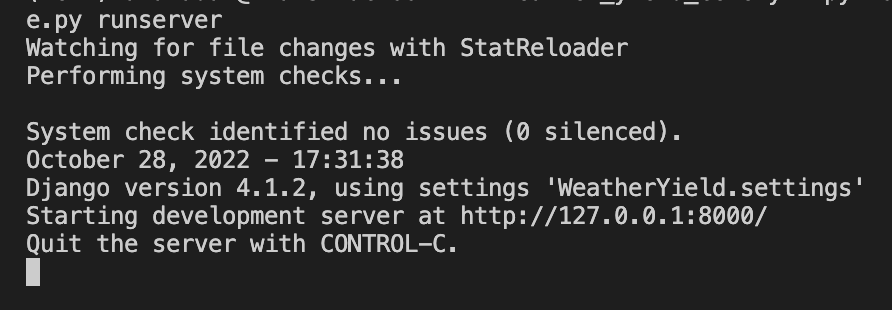 e.py runserver
Watching for file changes with StatReloader
Performing system checks...
System check identified no issues (0 silenced).
October 28, 2022 - 17:31:38
Django version 4.1.2, using settings 'WeatherYield.settings'
Starting development server at http://127.0.0.1:8000/
Quit the server with CONTROL-C.